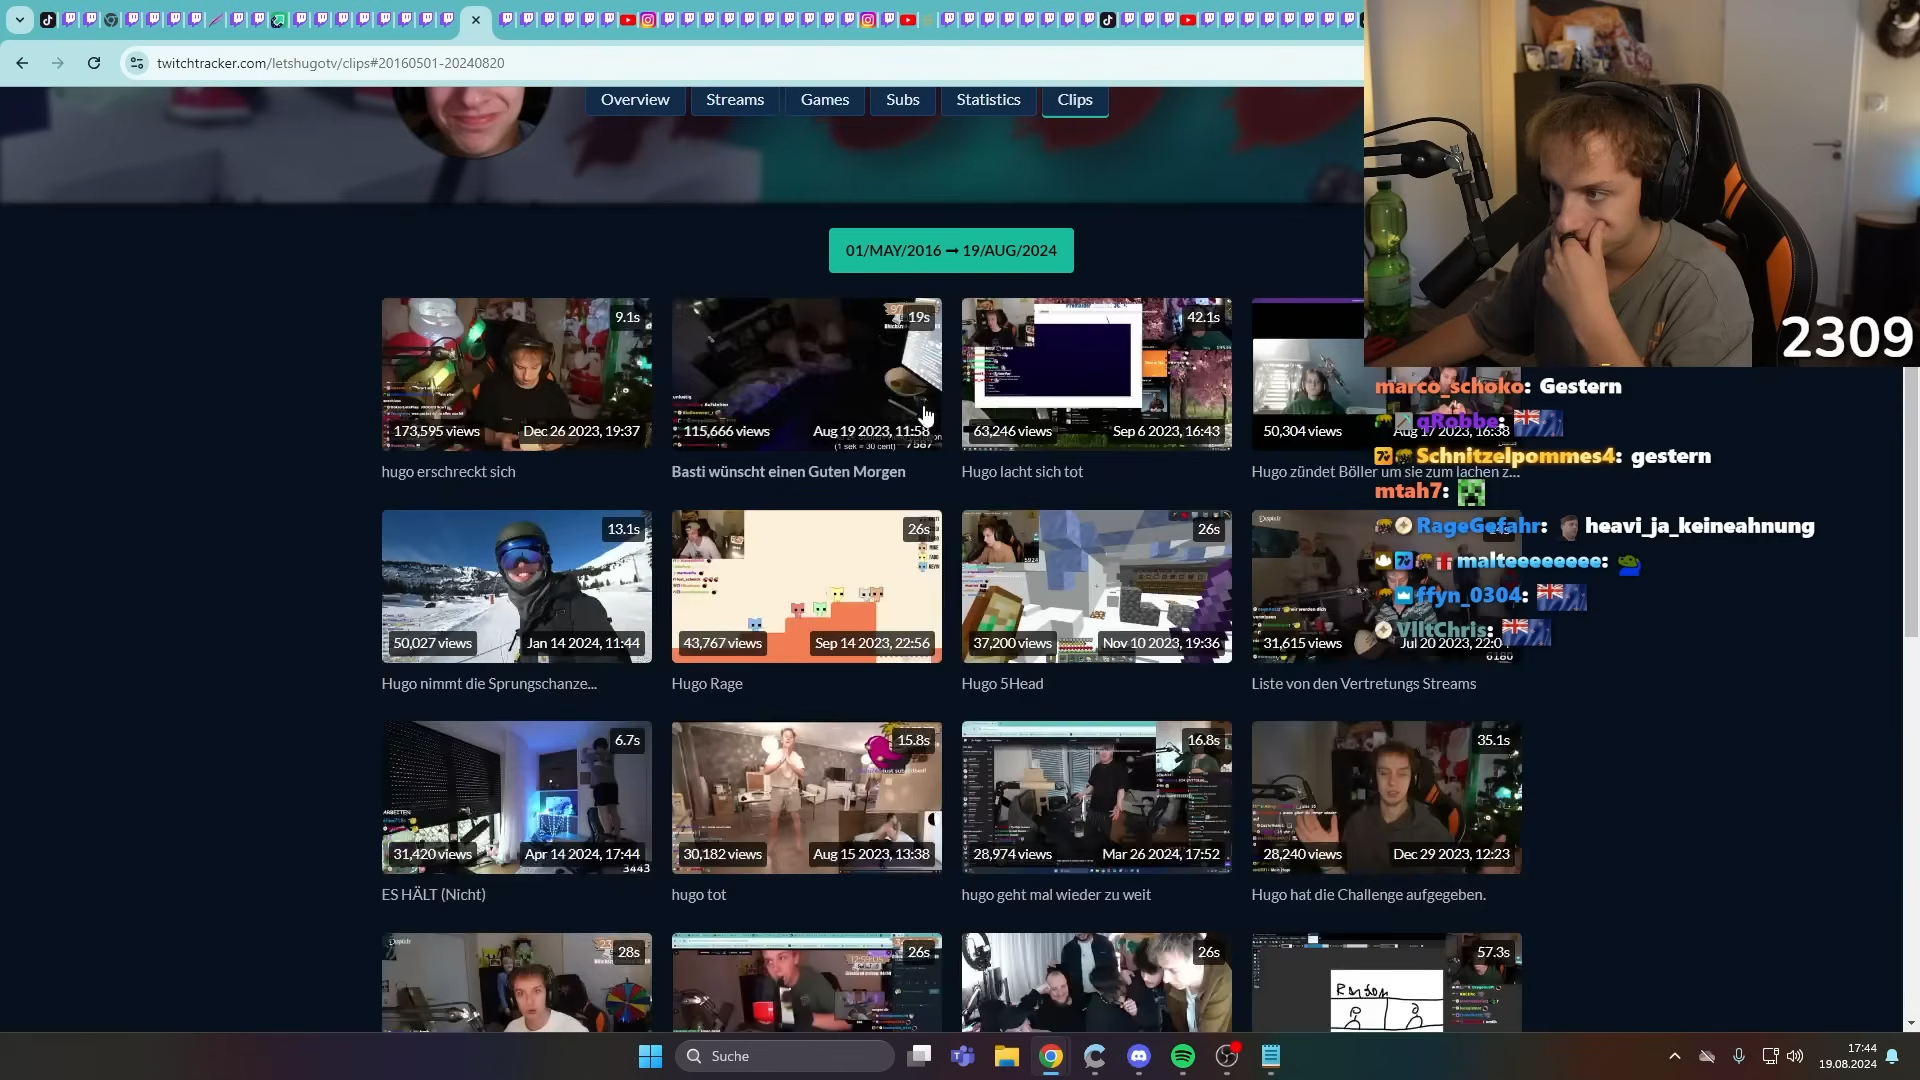 twitchtracker.com/letshugotv/clips#20160501-20240820
Overview
Streams
Games
Subs
Statistics
Clips
01/MAY/2016 ➞ 19/AUG/2024
9.1s
173,595 views
Dec 26 2023, 19:37
hugo erschreckt sich
19s
115,666 views
Aug 19 2023, 11:58
(1 sek = 30 cent)
7587
Basti wünscht einen Guten Morgen
42.1s
63,246 views
Sep 6 2023, 16:43
Hugo lacht sich tot
50,304 views
Aug 17 2023, 16:38
Hugo zündet Böller um sie zum lachen z...
2309
marco_schoko: Gestern
qRobbe:
Schnitzelpommes4: gestern
mtah7:
RageGefahr: heavi_ja_keineahnung
malteeeeeeee:
ffyn_0304:
VlltChris:
13.1s
50,027 views
Jan 14 2024, 11:44
Hugo nimmt die Sprungschanze...
26s
43,767 views
Sep 14 2023, 22:56
Hugo Rage
26s
5924
37,200 views
Nov 10 2023, 19:36
Hugo 5Head
31,615 views
Jul 20 2023, 22:0
6180
Liste von den Vertretungs Streams
6.7s
31,420 views
Apr 14 2024, 17:44
3443
ES HÄLT (Nicht)
15.8s
30,182 views
Aug 15 2023, 13:38
hugo tot
16.8s
28,974 views
Mar 26 2024, 17:52
hugo geht mal wieder zu weit
35.1s
28,240 views
Dec 29 2023, 12:23
Hugo hat die Challenge aufgegeben.
28s
26s
26s
57.3s
Suche
17:44
19.08.2024